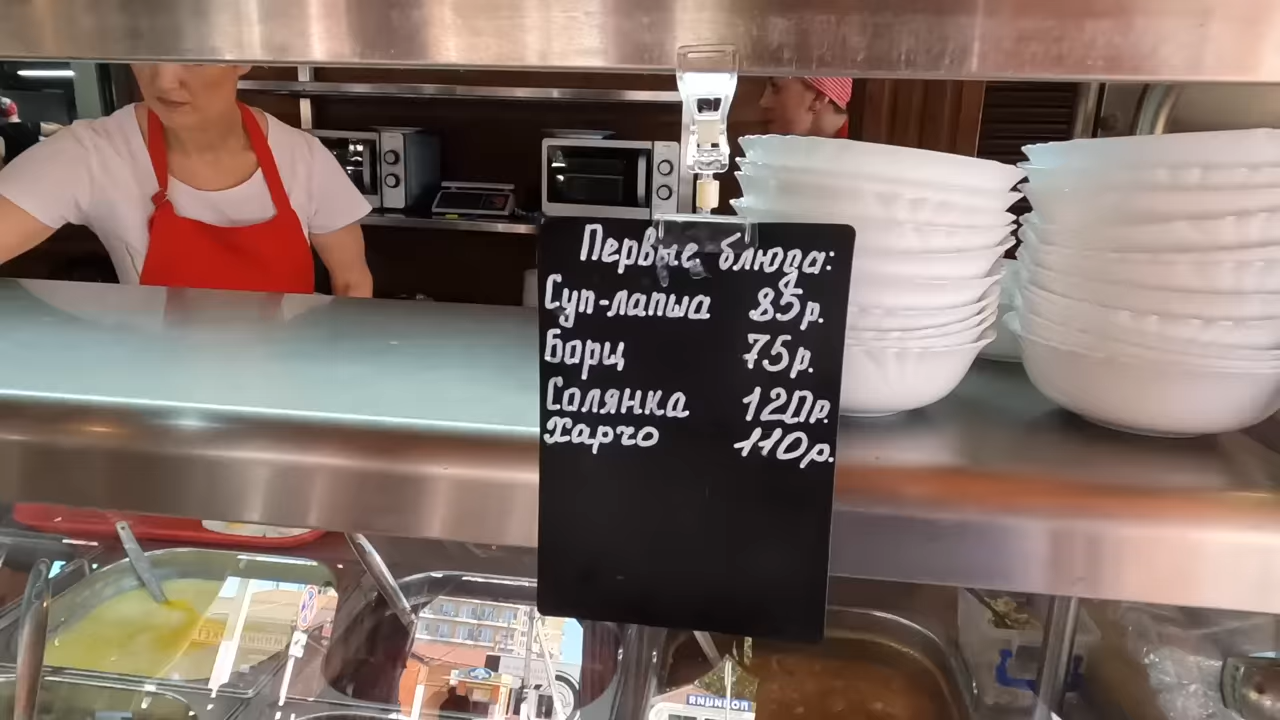 Первые блюда:
Суп-лапша 85р.
Борщ 75р.
Солянка 120р.
Харчо 110р.